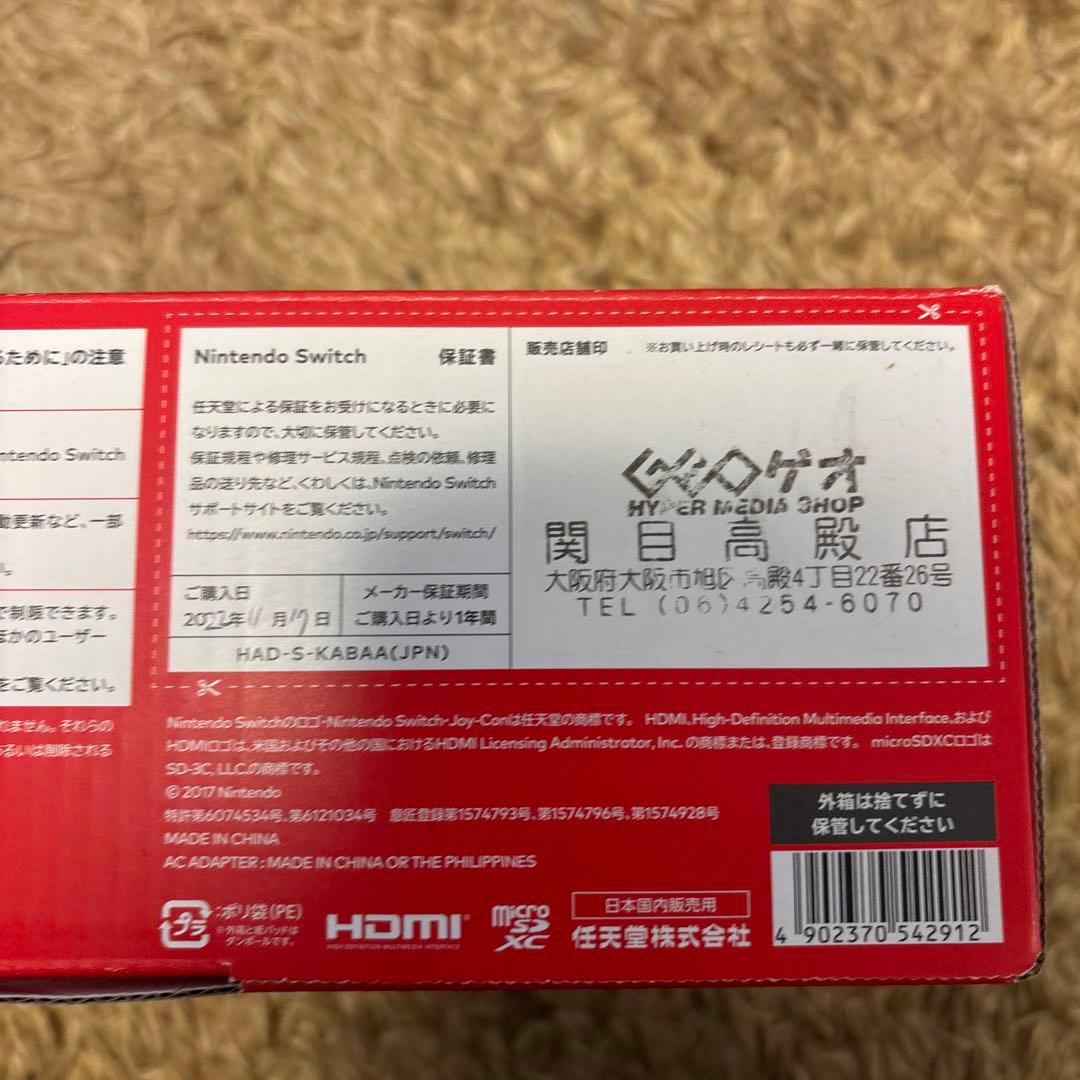 るために」の注意
ntendo Switch
動更新など、一部
で制限できます。
ほかのユーザー
をご覧ください。
れません。それらの
あるいは削除される
Nintendo Switch 保証書
任天堂による保証をお受けになるときに必要に
なりますので、大切に保管してください。
保証規程や修理サービス規程、点検の依頼、修理
品の送り先など、くわしくは、Nintendo Switch
サポートサイトをご覧ください。
https://www.nintendo.co.jp/support/switch/
ご購入日
2022年11月17日
メーカー保証期間
ご購入日より1年間
HAD-S-KABAA(JPN)
販売店舗印 ※お買い上げ時のレシートも必ず一緒に保管してください。
GEOゲオ
HYPER MEDIA SHOP
関目高殿店
大阪府大阪市旭区高殿4丁目22番26号
TEL (06)4254-6070
Nintendo Switchのロゴ・Nintendo Switch・Joy-Conは任天堂の商標です。 HDMI、High-Definition Multimedia Interface、および
HDMIロゴは、米国およびその他の国におけるHDMI Licensing Administrator, Inc. の商標または、登録商標です。 microSDXCロゴは
SD-3C, LLC.の商標です。
© 2017 Nintendo
特許第6074534号、第6121034号 意匠登録第1574793号、第1574796号、第1574928号
MADE IN CHINA
AC ADAPTER : MADE IN CHINA OR THE PHILIPPINES
プラ
:ポリ袋(PE)
※外箱と紙パッドは
ダンボールです。
HDMI
HIGH-DEFINITION MULTIMEDIA INTERFACE
micro
SD
XC
日本国内販売用
任天堂株式会社
外箱は捨てずに
保管してください
4 902370 542912